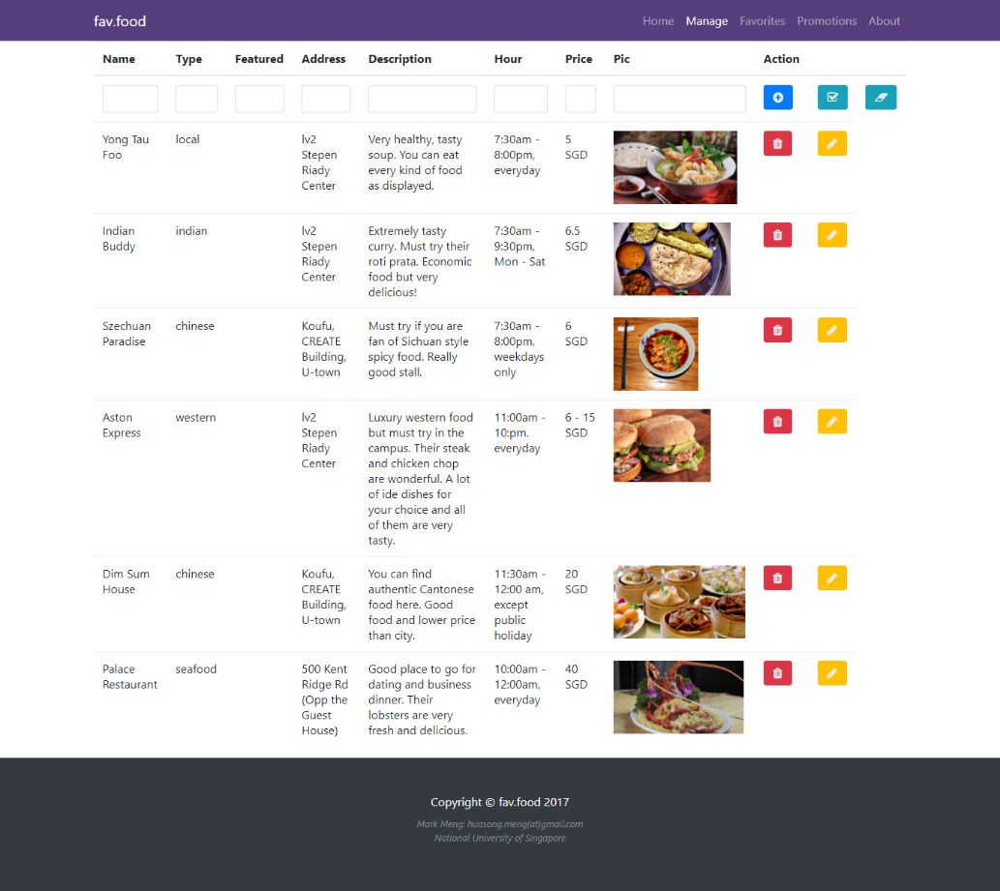 fav.food Home Manage Favorites Promotions About
Name Type Featured Address Description Hour Price Pic Action
Yong Tau
Foo
local
lv2
Stepen
Riady
Center
Very healthy, tasty
soup. You can eat
every kind of food
as displayed.
7:30am -
8:00pm,
everyday
5
SGD
Indian
Buddy
indian
lv2
Stepen
Riady
Center
Extremely tasty
curry. Must try their
roti prata. Economic
food but very
delicious!
7:30am -
9:30pm,
Mon - Sat
6.5
SGD
Szechuan
Paradise
chinese
Koufu,
CREATE
Building,
U-town
Must try if you are
fan of Sichuan style
spicy food. Really
good stall.
7:30am -
8:00pm,
weekdays
only
6
SGD
Aston
Express
western
lv2
Stepen
Riady
Center
Luxury western food
but must try in the
campus. Their steak
and chicken chop
are wonderful. A lot
of ide dishes for
your choice and all
of them are very
tasty.
11:00am -
10:pm.
everyday
6 - 15
SGD
Dim Sum
House
chinese
Koufu,
CREATE
Building,
U-town
You can find
authentic Cantonese
food here. Good
food and lower price
than city.
11:30am -
12:00 am,
except
public
holiday
20
SGD
Palace
Restaurant
seafood
500 Kent
Ridge Rd
(Opp the
Guest
House)
Good place to go for
dating and business
dinner. Their
lobsters are very
fresh and delicious.
10:00am -
12:00am,
everyday
40
SGD
Copyright © fav.food 2017
Mark Meng: huasong.meng(at)gmail.com
National University of Singapore